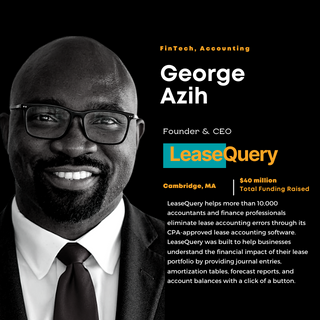 FinTech, Accounting
George
Azih
Founder & CEO
LeaseQuery
Cambridge, MA
$40 million
Total Funding Raised
LeaseQuery helps more than 10,000
accountants and finance professionals
eliminate lease accounting errors through its
CPA-approved lease accounting software.
LeaseQuery was built to help businesses
understand the financial impact of their lease
portfolio by providing journal entries,
amortization tables, forecast reports, and
account balances with a click of a button.